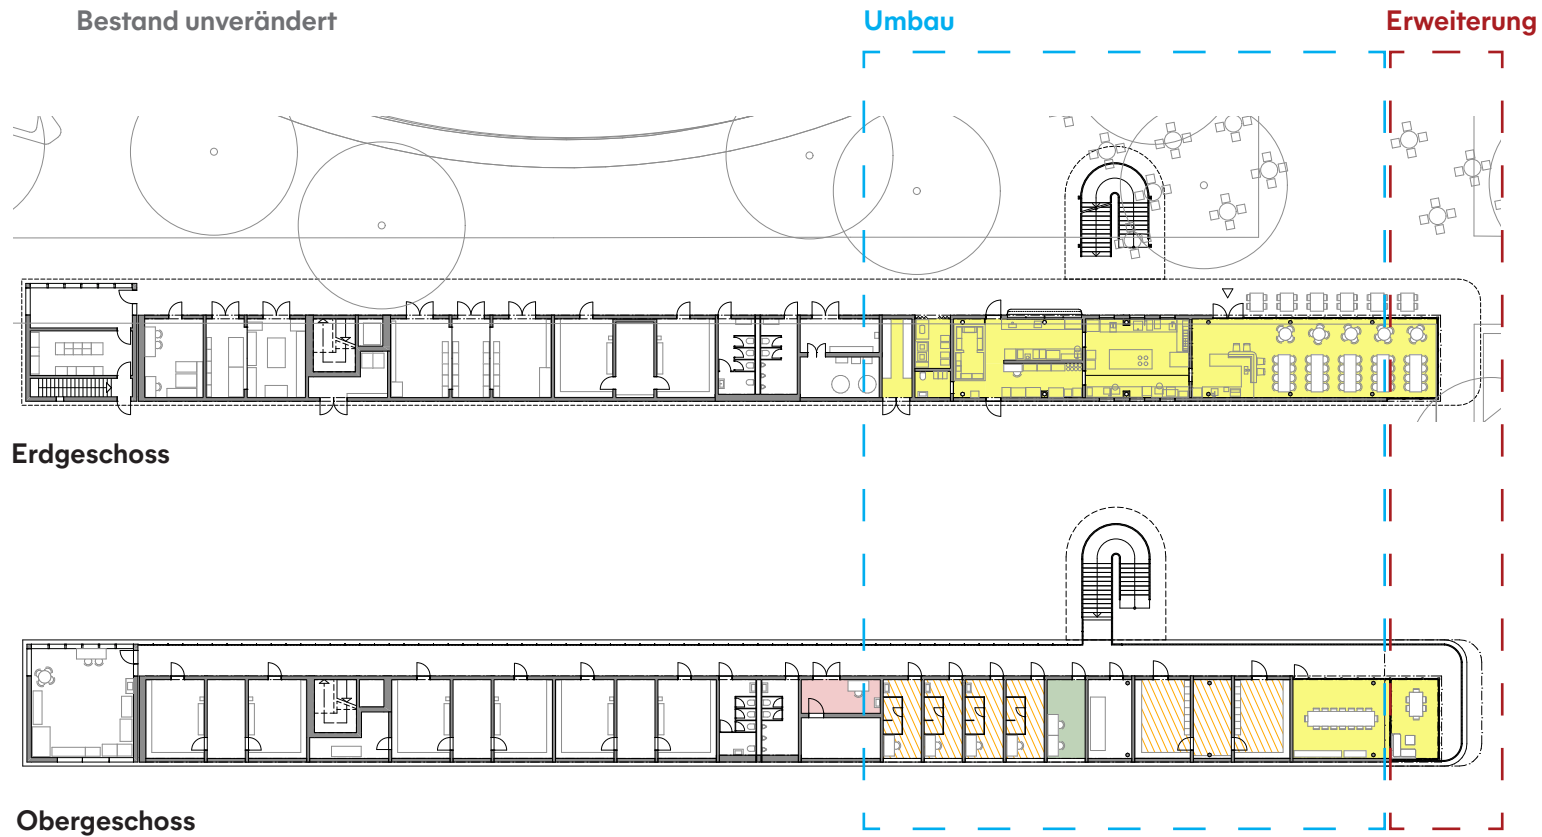 Bestand unverändert
Umbau
Erweiterung
Erdgeschoss
Obergeschoss